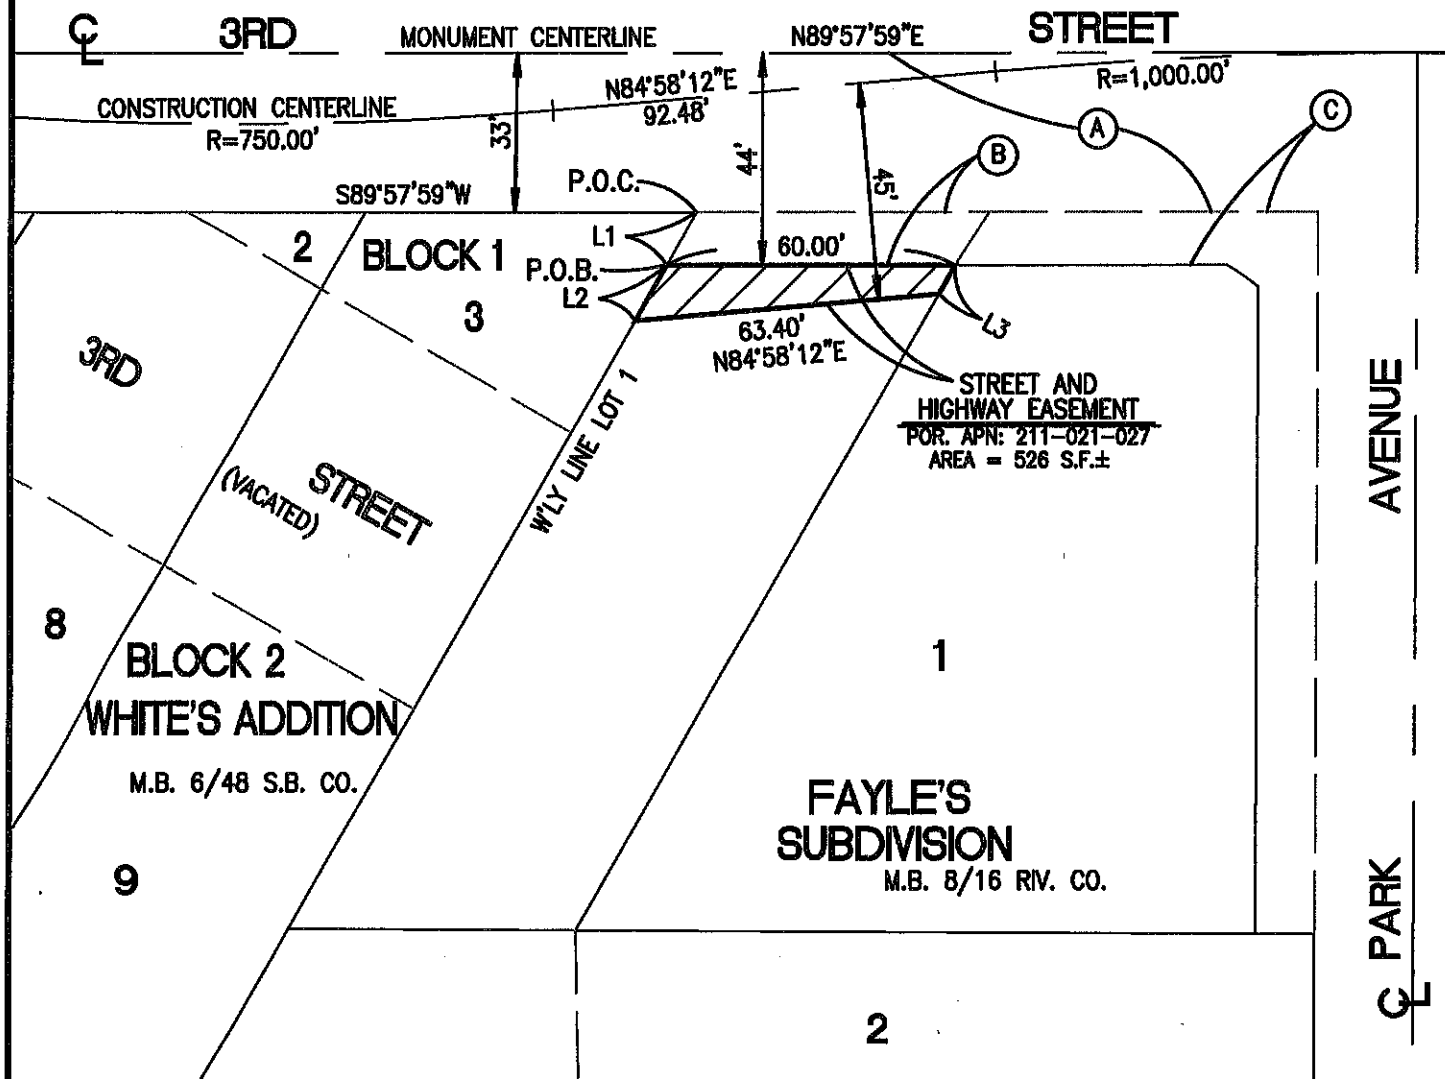 ℄ 3RD STREET
MONUMENT CENTERLINE
N89°57'59"E
CONSTRUCTION CENTERLINE
R=750.00'
N84°58'12"E
92.48'
R=1,000.00'
33'
44'
45'
A
B
C
S89°57'59"W
P.O.C.
L1
P.O.B.
L2
60.00'
L3
63.40'
N84°58'12"E
2
BLOCK 1
3
3RD
STREET
(VACATED)
W'LY LINE LOT 1
STREET AND
HIGHWAY EASEMENT
POR. APN: 211-021-027
AREA = 526 S.F.±
8
BLOCK 2
WHITE'S ADDITION
M.B. 6/48 S.B. CO.
9
1
FAYLE'S
SUBDIVISION
M.B. 8/16 RIV. CO.
2
℄ PARK AVENUE